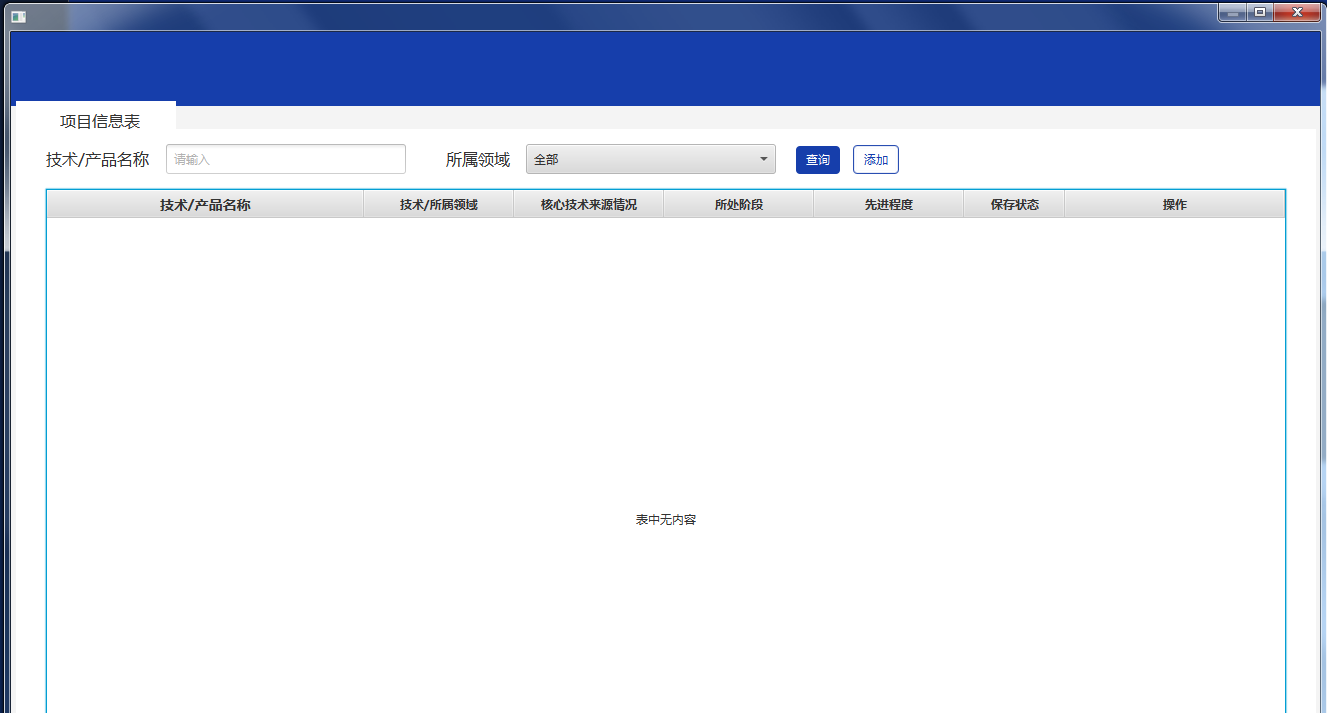 项目信息表
技术/产品名称 请输入 所属领域 全部 查询 添加
技术/产品名称 技术/所属领域 核心技术来源情况 所处阶段 先进程度 保存状态 操作
表中无内容